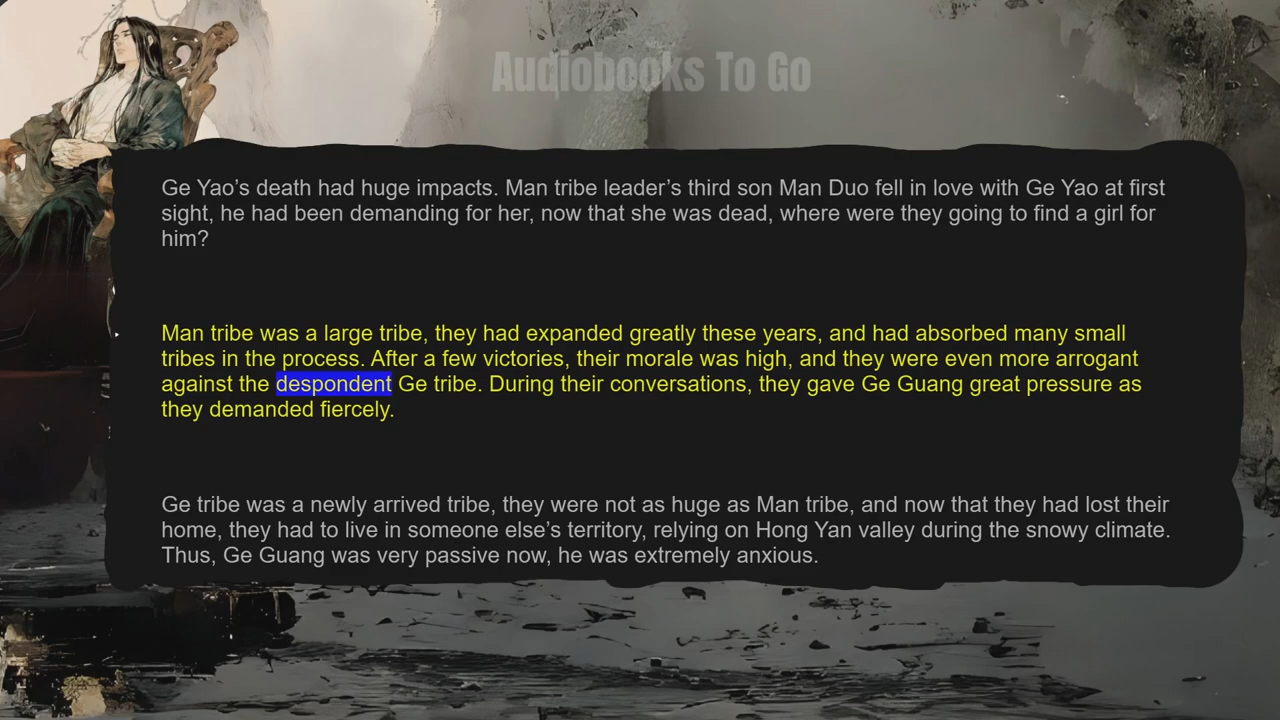 Audiobooks To Go
Ge Yao’s death had huge impacts. Man tribe leader’s third son Man Duo fell in love with Ge Yao at first
sight, he had been demanding for her, now that she was dead, where were they going to find a girl for
him?
Man tribe was a large tribe, they had expanded greatly these years, and had absorbed many small
tribes in the process. After a few victories, their morale was high, and they were even more arrogant
against the despondent Ge tribe. During their conversations, they gave Ge Guang great pressure as
they demanded fiercely.
Ge tribe was a newly arrived tribe, they were not as huge as Man tribe, and now that they had lost their
home, they had to live in someone else’s territory, relying on Hong Yan valley during the snowy climate.
Thus, Ge Guang was very passive now, he was extremely anxious.